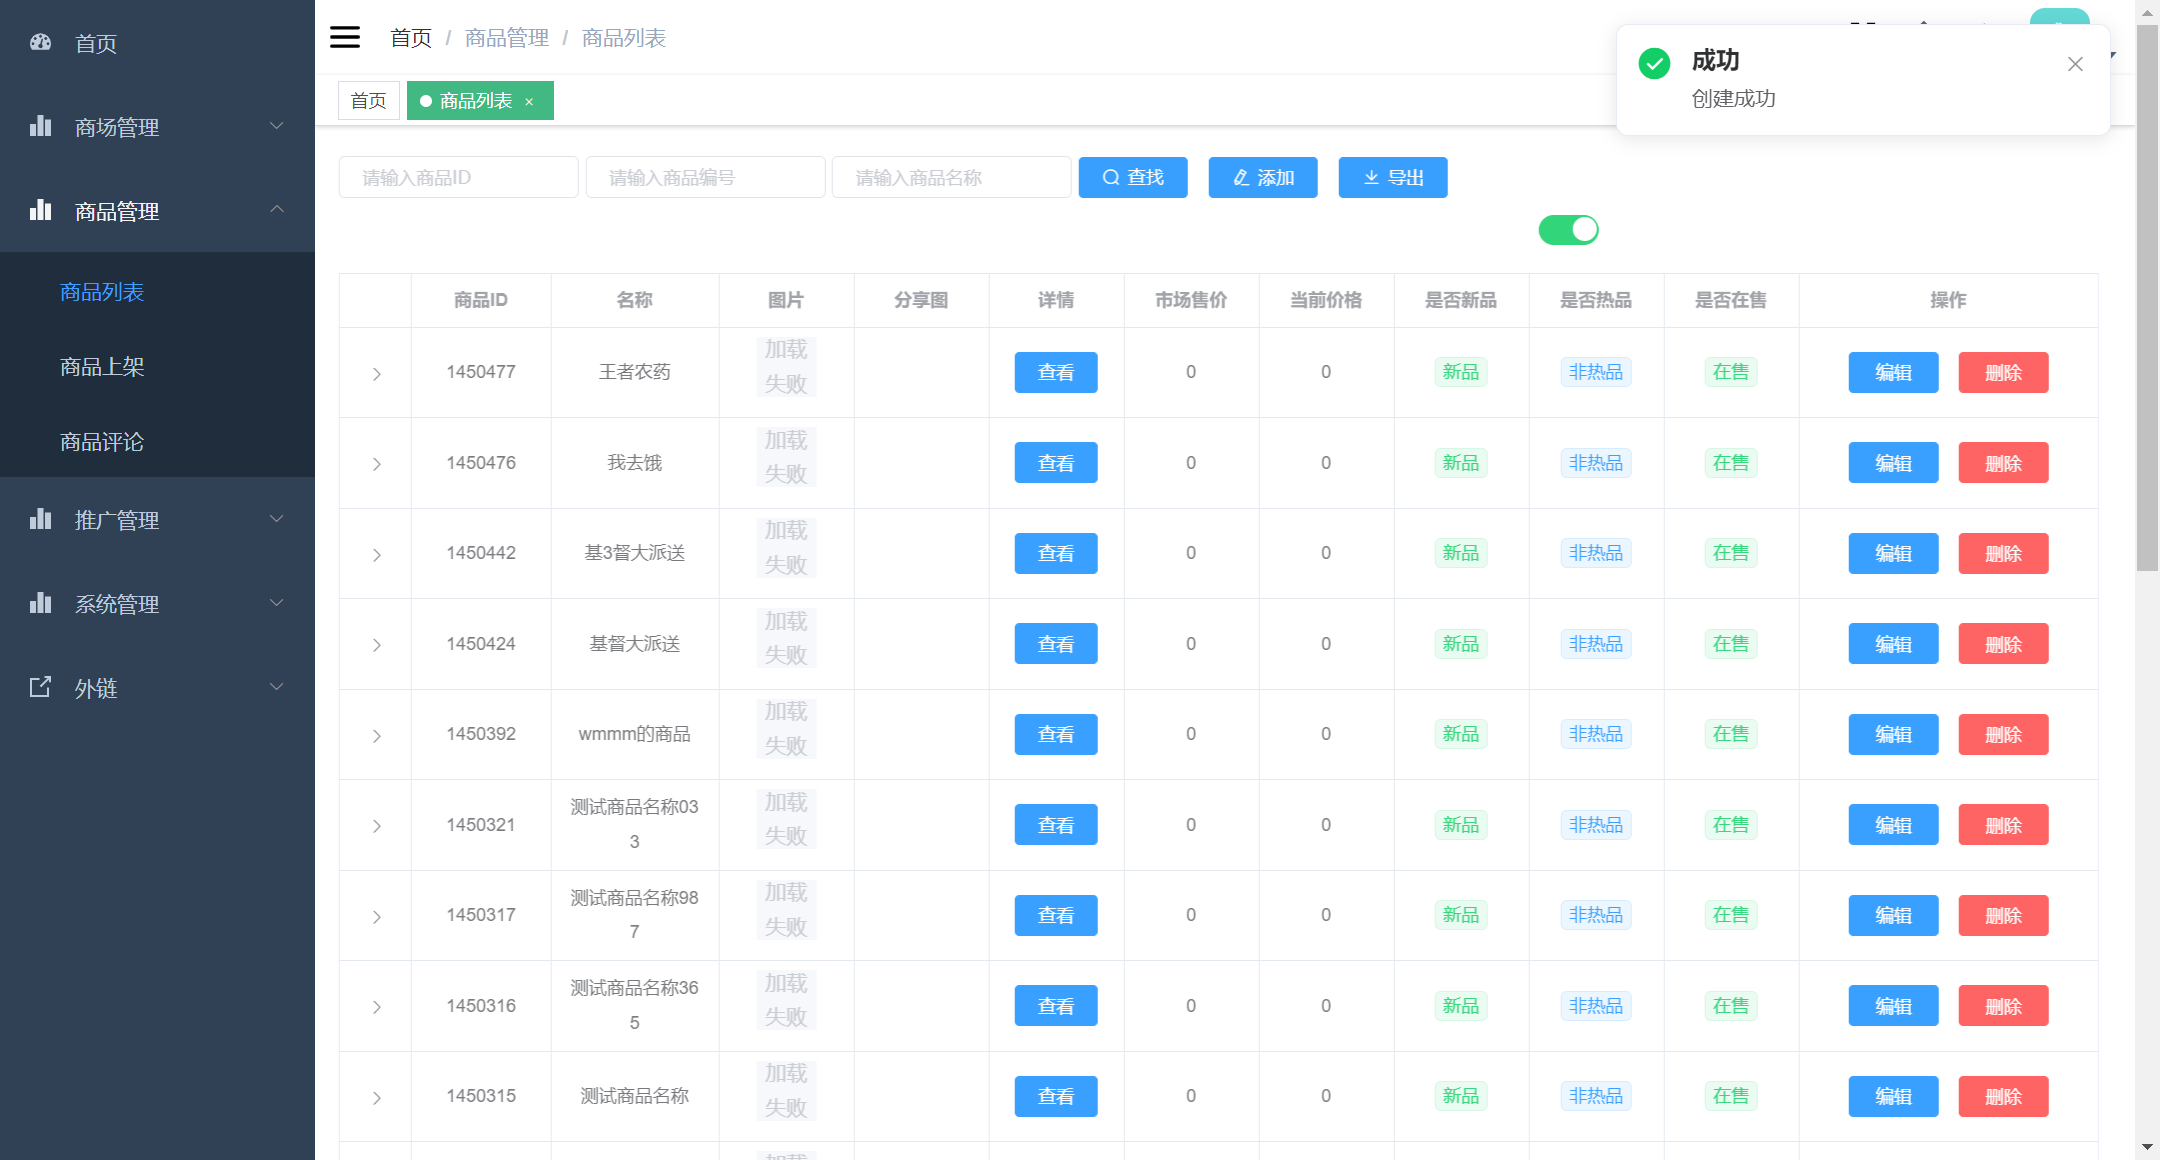 首页
商场管理
商品管理
商品列表
商品上架
商品评论
推广管理
系统管理
外链
首页 / 商品管理 / 商品列表
成功
创建成功
首页
商品列表 ×
请输入商品ID 请输入商品编号 请输入商品名称 查找 添加 导出
商品ID 名称 图片 分享图 详情 市场售价 当前价格 是否新品 是否热品 是否在售 操作
1450477 王者农药 加载失败 查看 0 0 新品 非热品 在售 编辑 删除
1450476 我去饿 加载失败 查看 0 0 新品 非热品 在售 编辑 删除
1450442 基3督大派送 加载失败 查看 0 0 新品 非热品 在售 编辑 删除
1450424 基督大派送 加载失败 查看 0 0 新品 非热品 在售 编辑 删除
1450392 wmmm的商品 加载失败 查看 0 0 新品 非热品 在售 编辑 删除
1450321 测试商品名称033 加载失败 查看 0 0 新品 非热品 在售 编辑 删除
1450317 测试商品名称987 加载失败 查看 0 0 新品 非热品 在售 编辑 删除
1450316 测试商品名称365 加载失败 查看 0 0 新品 非热品 在售 编辑 删除
1450315 测试商品名称 加载失败 查看 0 0 新品 非热品 在售 编辑 删除